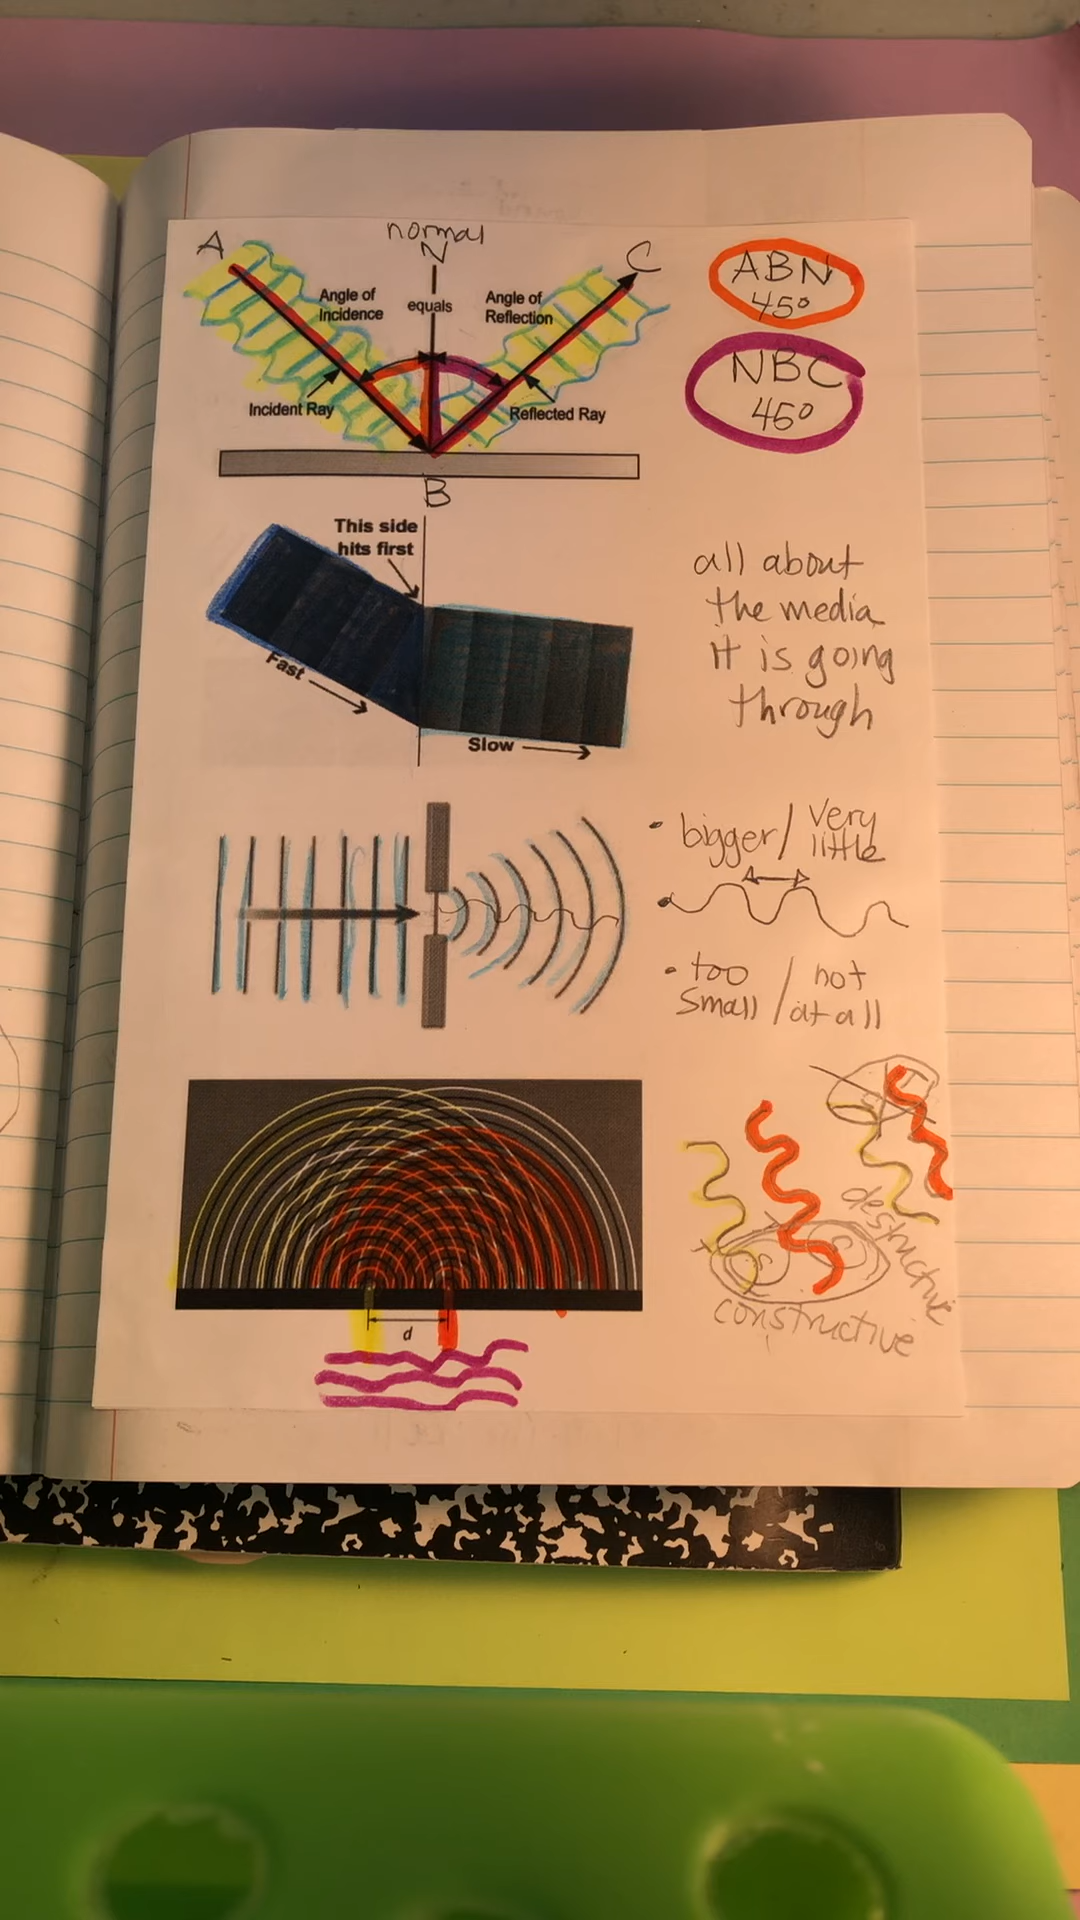 A
normal
N
C
Angle of
Incidence
equals
Angle of
Reflection
Incident Ray
Reflected Ray
B
ABN
45°
NBC
45°
This side
hits first
Fast
Slow
all about
the media
it is going
through
• bigger / very
little
• too / not
small / at all
d
destructive
C C
constructive